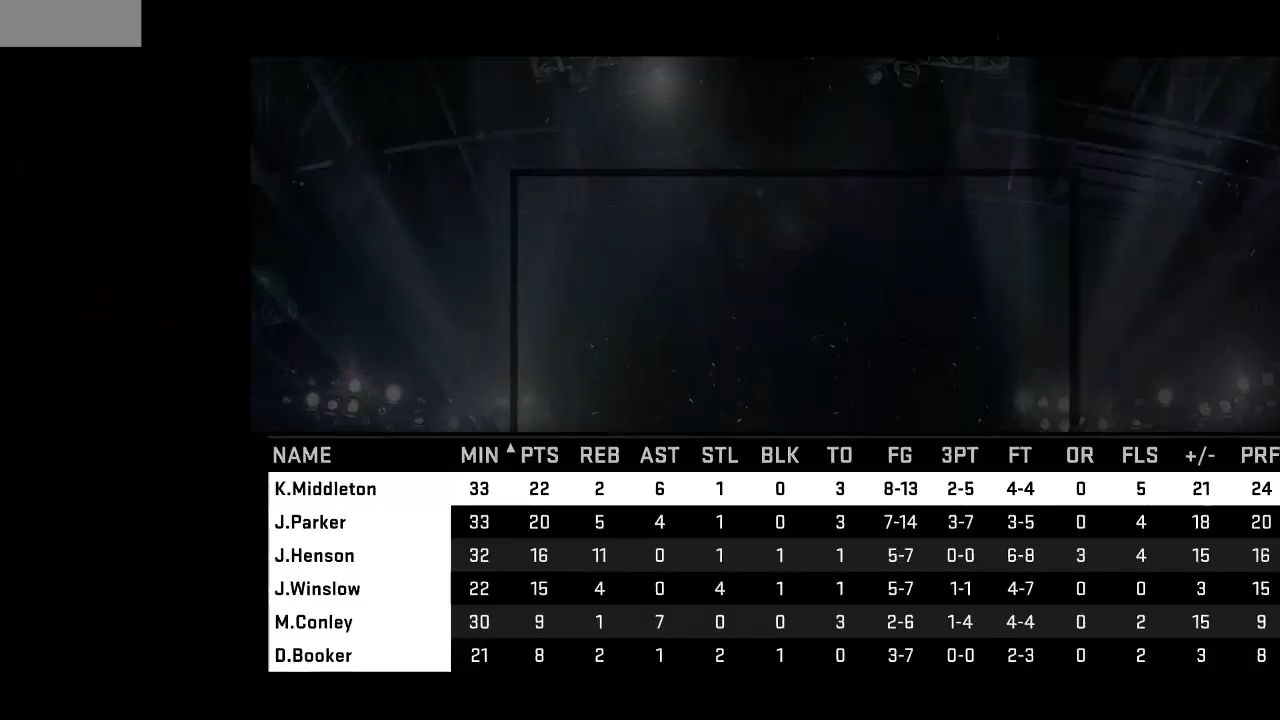 NAME MIN PTS REB AST STL BLK TO FG 3PT FT OR FLS +/- PRF
K.Middleton 33 22 2 6 1 0 3 8-13 2-5 4-4 0 5 21 24
J.Parker 33 20 5 4 1 0 3 7-14 3-7 3-5 0 4 18 20
J.Henson 32 16 11 0 1 1 1 5-7 0-0 6-8 3 4 15 16
J.Winslow 22 15 4 0 4 1 1 5-7 1-1 4-7 0 0 3 15
M.Conley 30 9 1 7 0 0 3 2-6 1-4 4-4 0 2 15 9
D.Booker 21 8 2 1 2 1 0 3-7 0-0 2-3 0 2 3 8